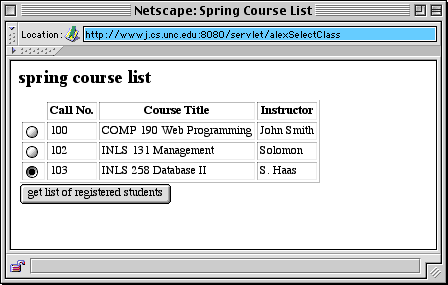 Netscape: Spring Course List
Location: http://www.j.cs.unc.edu:8080/servlet/alexSelectClass
spring course list
Call No. Course Title Instructor
100 COMP 190 Web Programming John Smith
102 INLS 131 Management Solomon
103 INLS 258 Database II S. Haas
get list of registered students